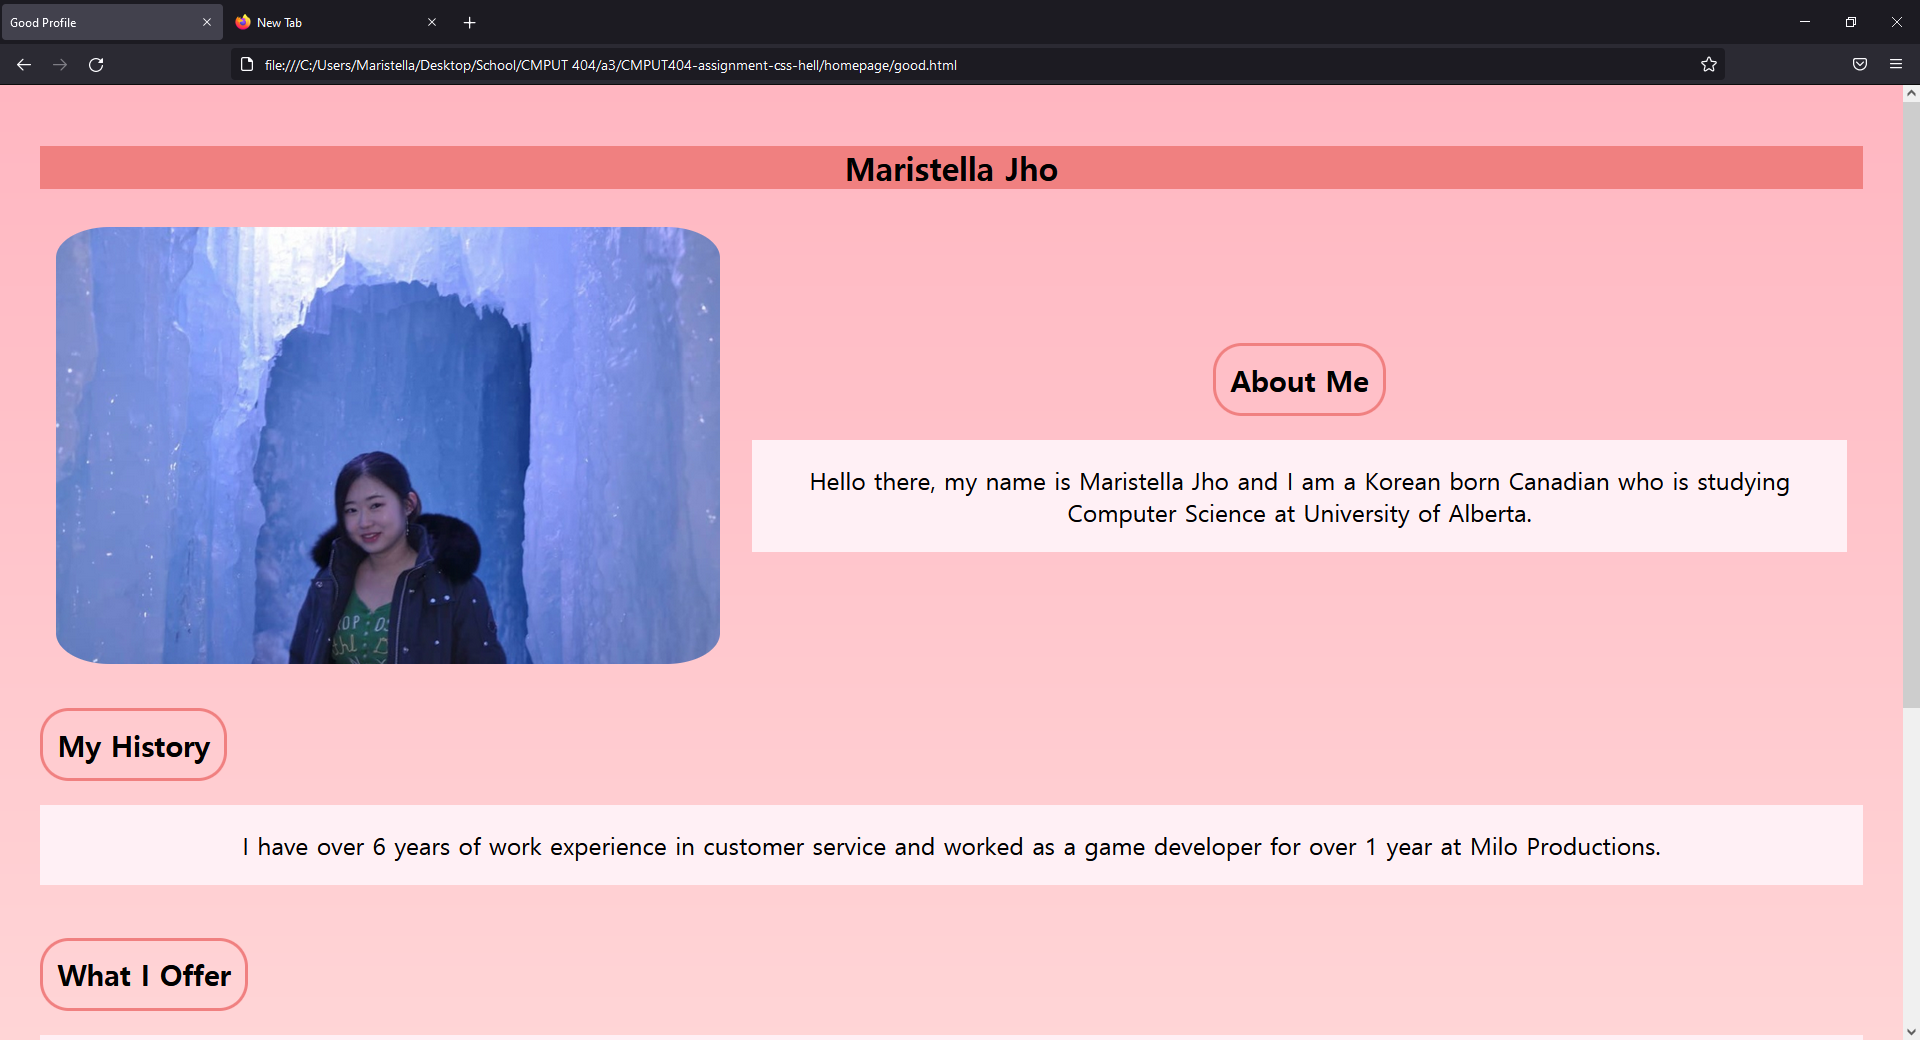 Good Profile
New Tab
file:///C:/Users/Maristella/Desktop/School/CMPUT 404/a3/CMPUT404-assignment-css-hell/homepage/good.html
Maristella Jho
About Me
Hello there, my name is Maristella Jho and I am a Korean born Canadian who is studying
Computer Science at University of Alberta.
My History
I have over 6 years of work experience in customer service and worked as a game developer for over 1 year at Milo Productions.
What I Offer